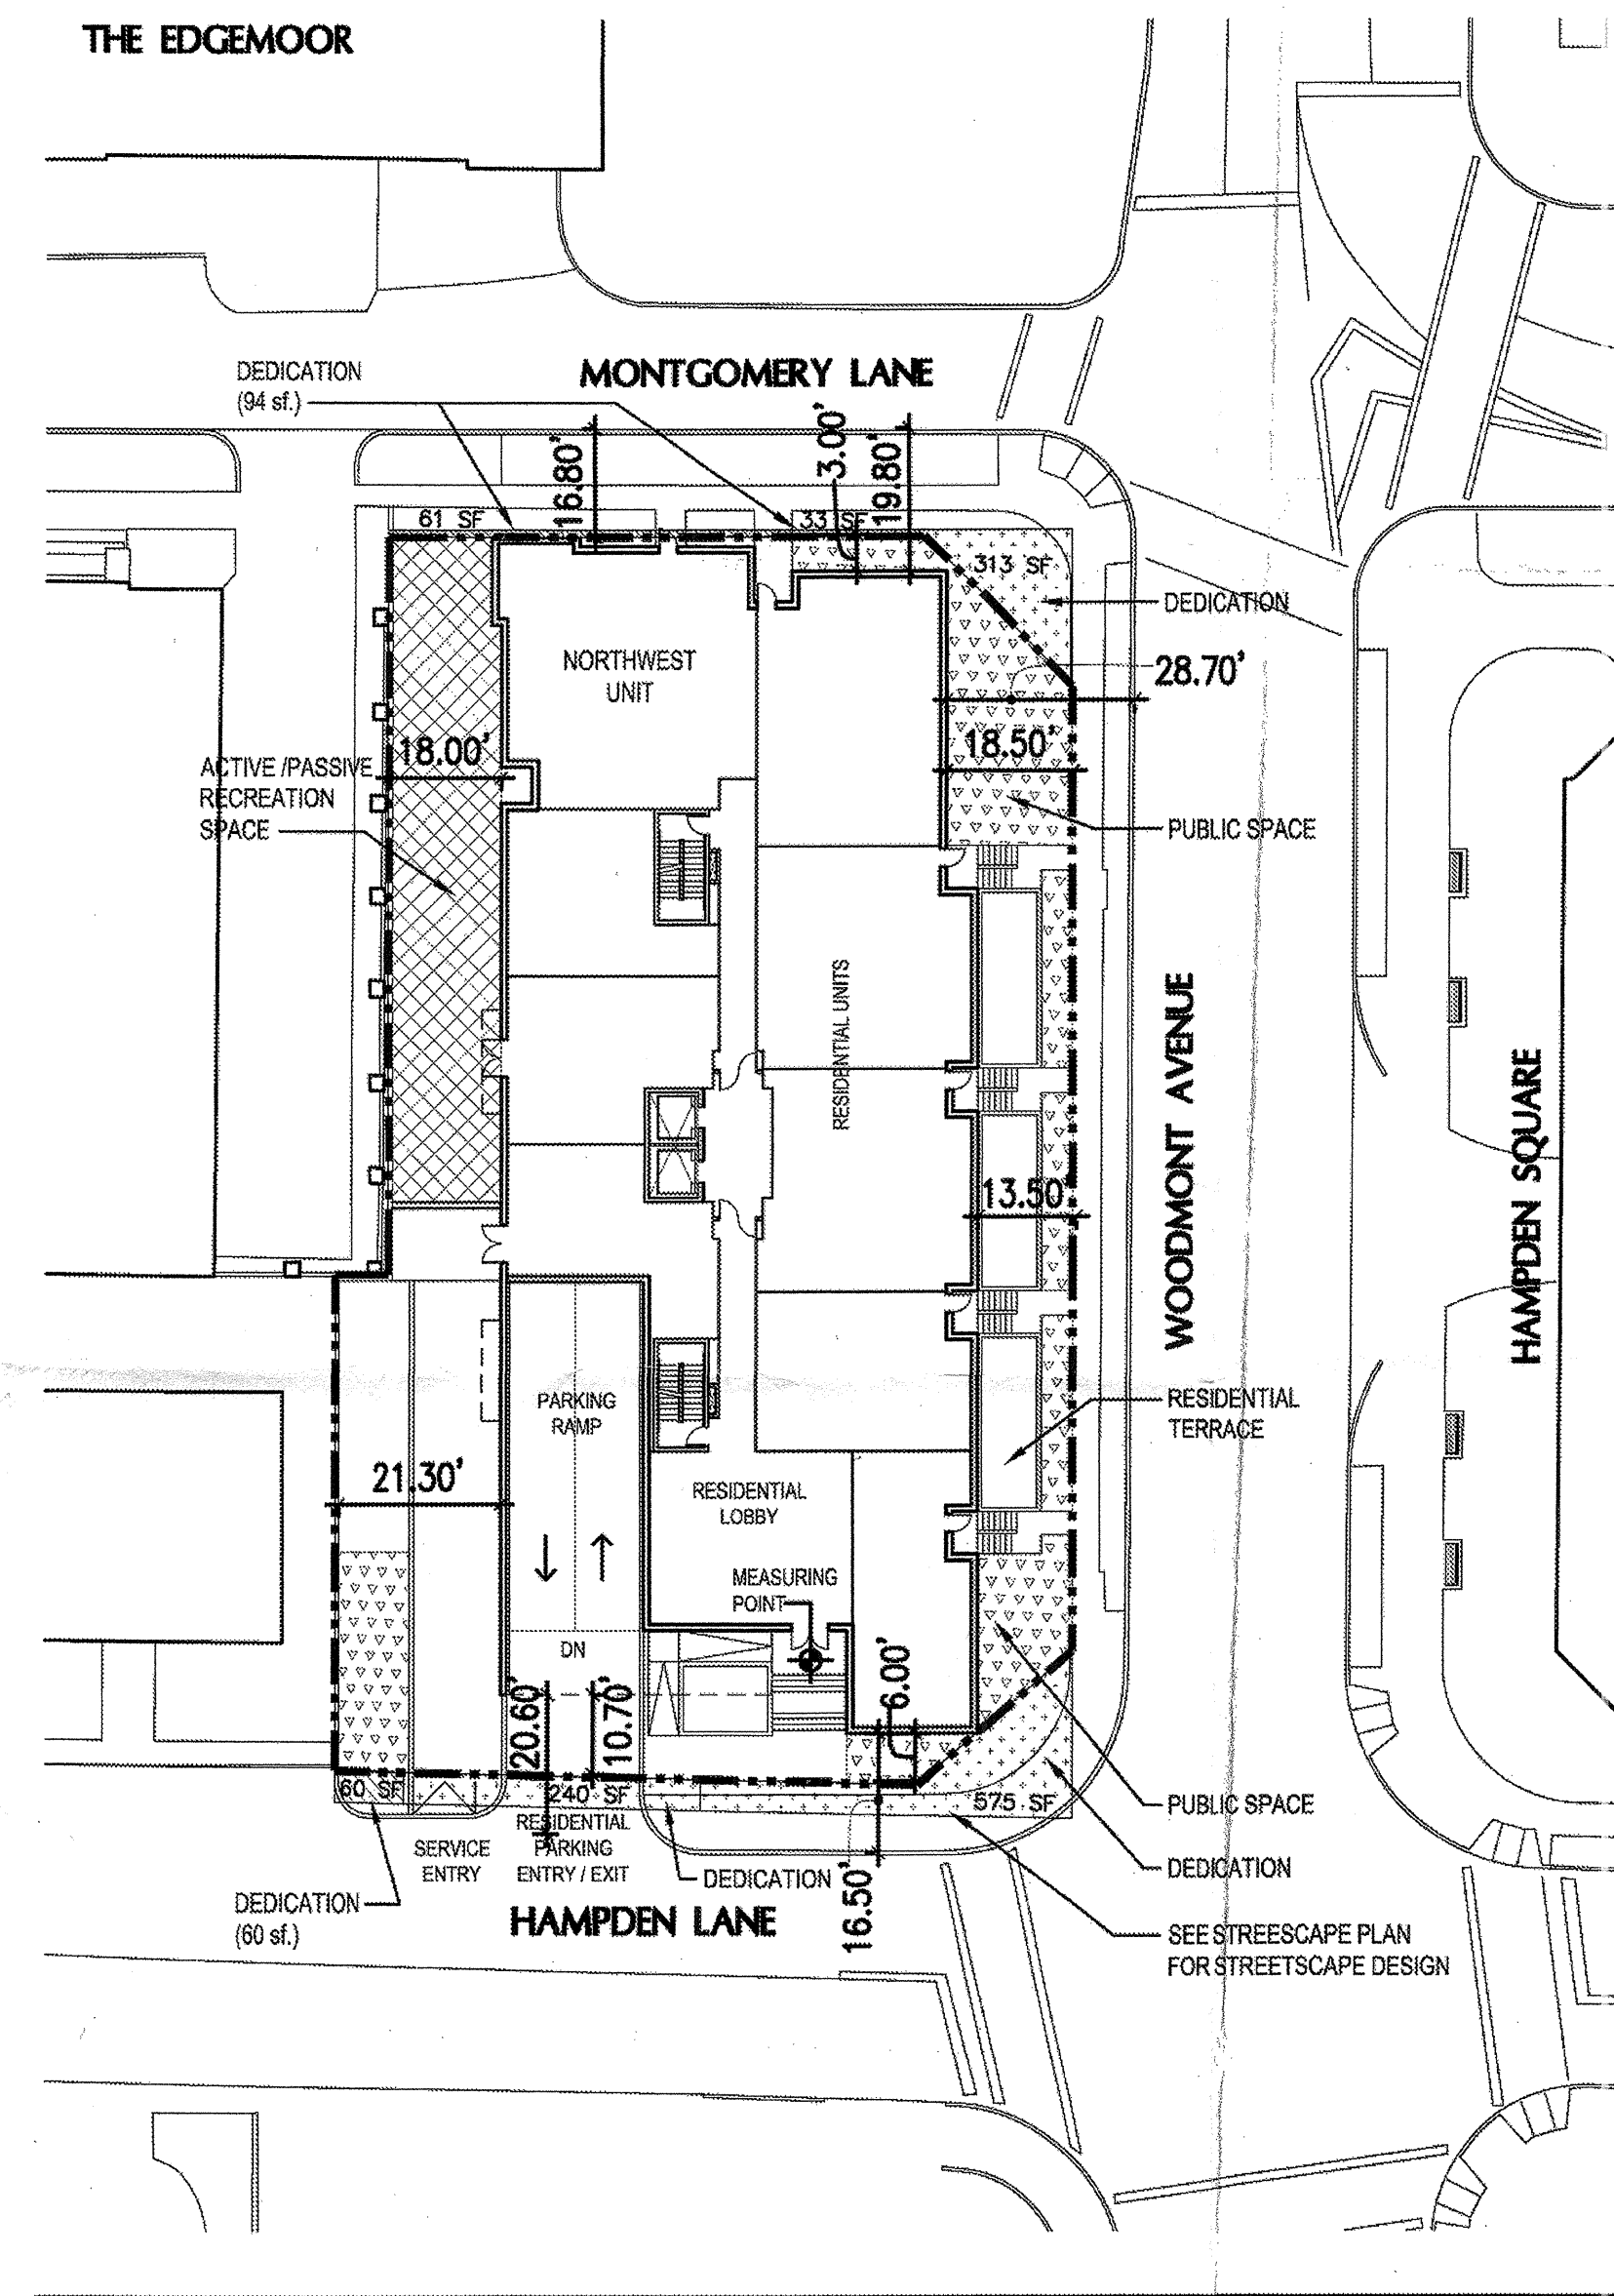 THE EDGEMOOR
DEDICATION
(94 sf.)
MONTGOMERY LANE
16.80'
3.00'
19.80'
61 SF
33 SF
313 SF
DEDICATION
NORTHWEST
UNIT
28.70'
18.00'
18.50'
ACTIVE /PASSIVE
RECREATION
SPACE
PUBLIC SPACE
RESIDENTIAL UNITS
WOODMONT AVENUE
HAMPDEN SQUARE
13.50'
PARKING
RAMP
RESIDENTIAL
TERRACE
21.30'
RESIDENTIAL
LOBBY
MEASURING
POINT
DN
20.60'
10.70'
6.00'
60 SF
240 SF
575 SF
PUBLIC SPACE
RESIDENTIAL
PARKING
ENTRY / EXIT
SERVICE
ENTRY
DEDICATION
DEDICATION
DEDICATION
(60 sf.)
HAMPDEN LANE
16.50'
SEE STREESCAPE PLAN
FOR STREETSCAPE DESIGN